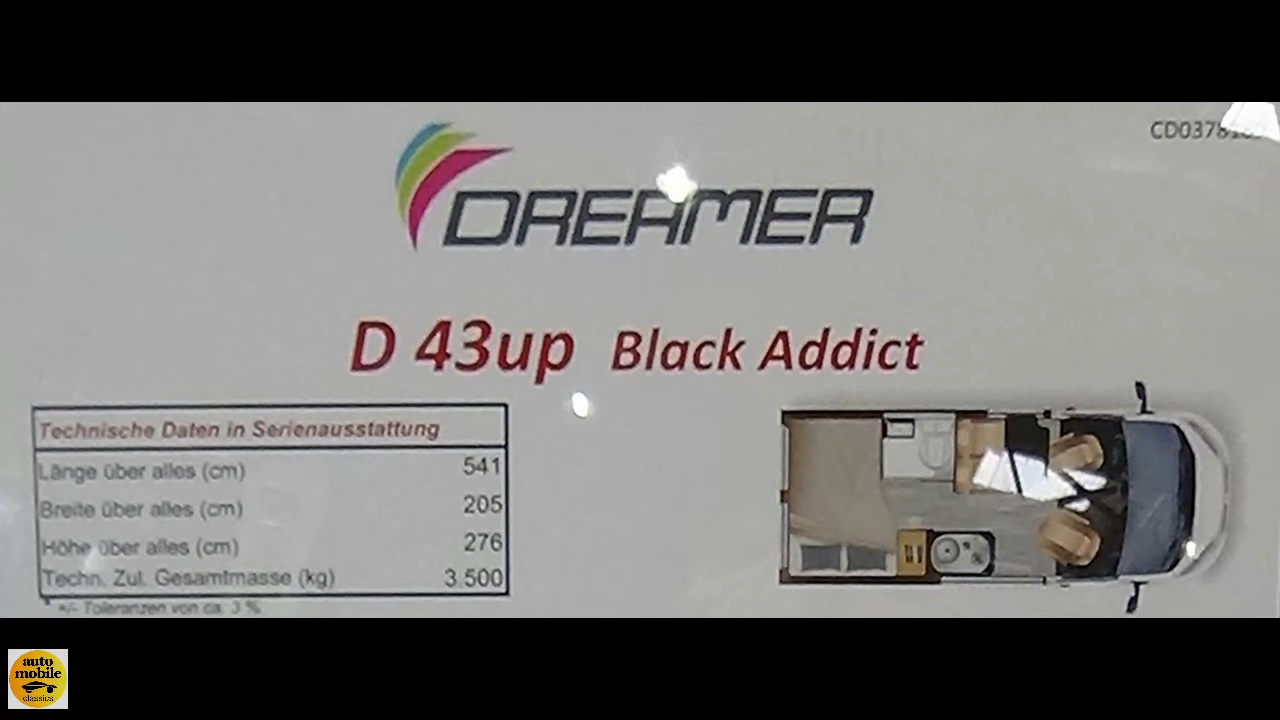 DREAMER
D 43up Black Addict
Technische Daten in Serienausstattung
Länge über alles (cm) 541
Breite über alles (cm) 205
Höhe über alles (cm) 276
Techn. Zul. Gesamtmasse (kg) 3.500
* +/- Toleranzen von ca. 3 %
auto
mobile
classics